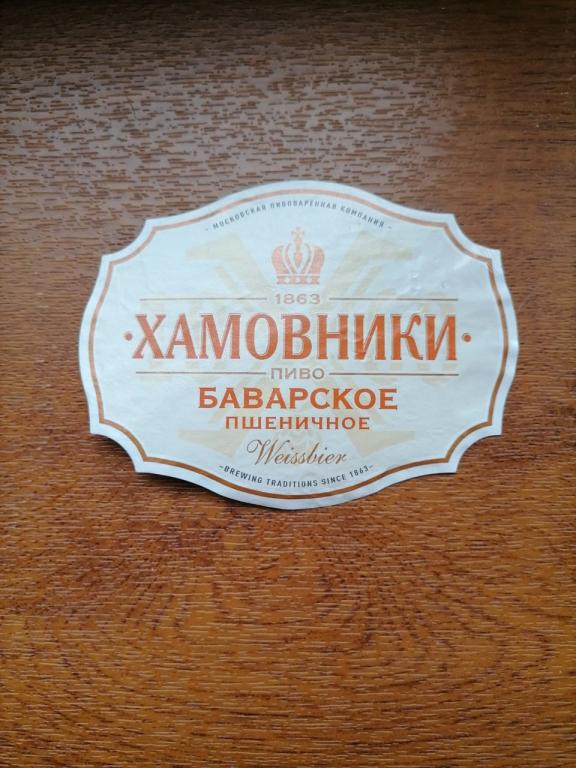 - МОСКОВСКАЯ ПИВОВАРЕННАЯ КОМПАНИЯ -
1863
·ХАМОВНИКИ·
ПИВО
БАВАРСКОЕ
ПШЕНИЧНОЕ
Weissbier
-BREWING TRADITIONS SINCE 1863-